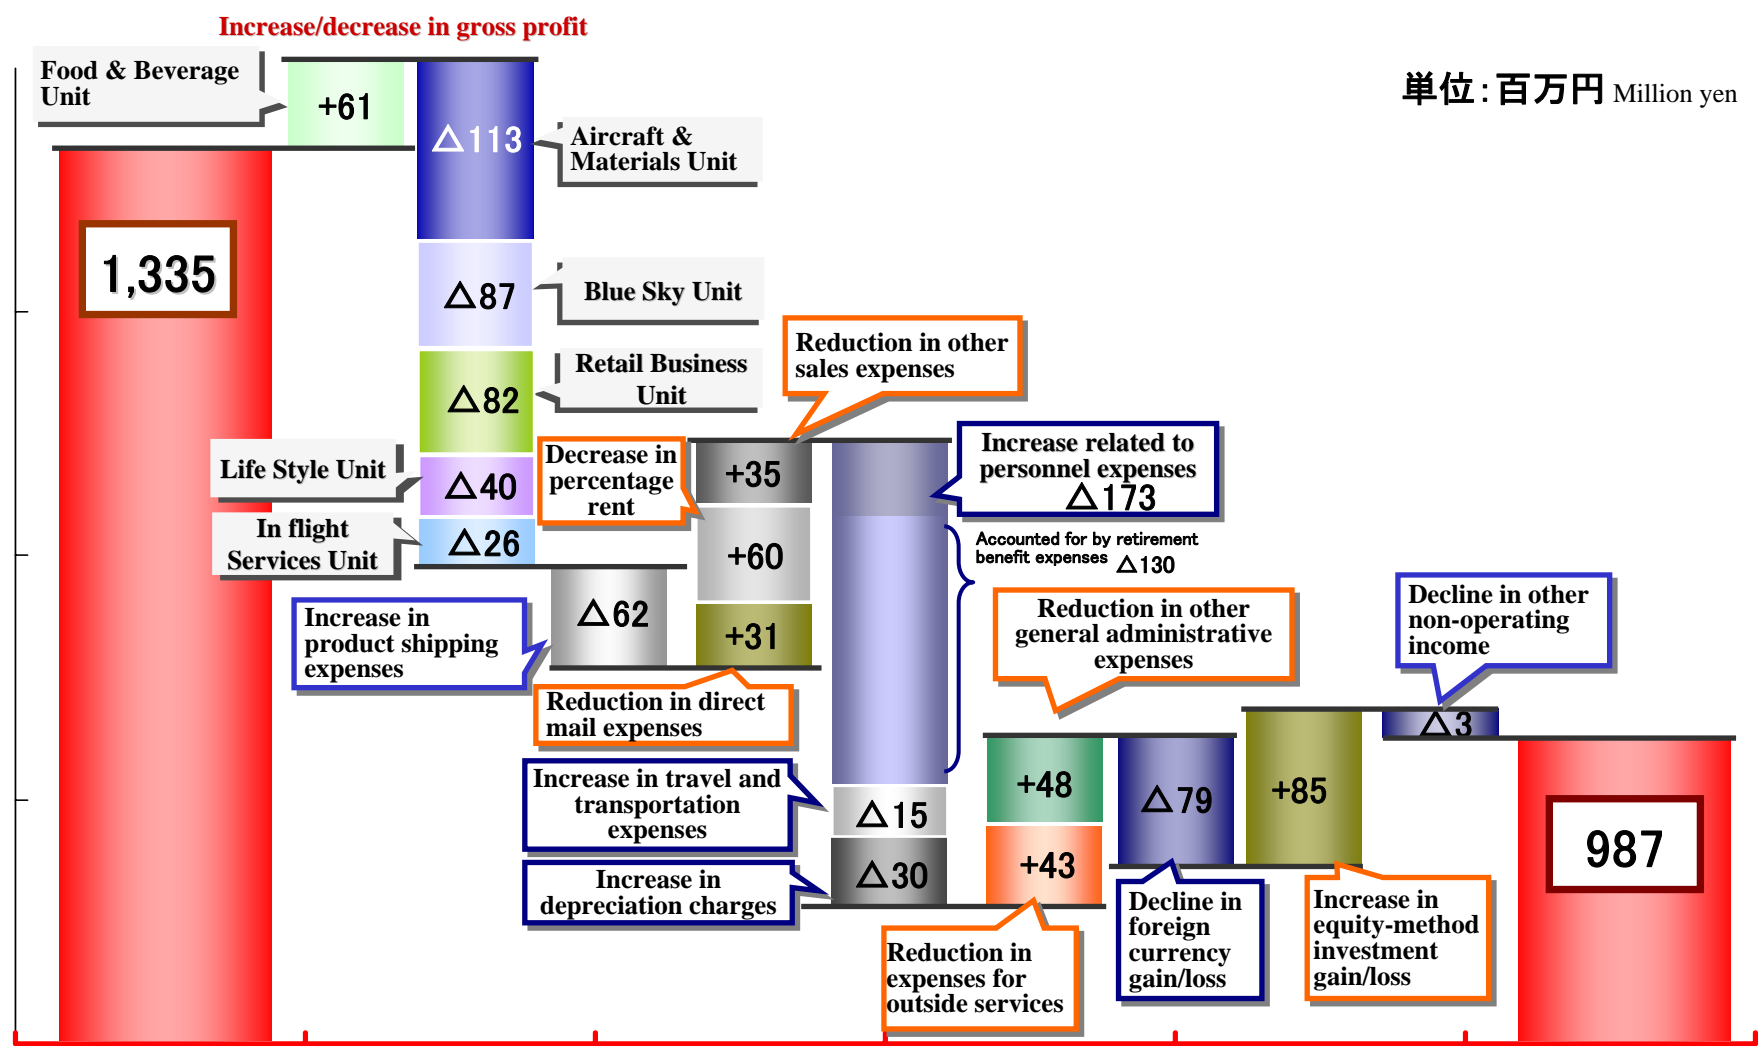 Increase/decrease in gross profit
Food & Beverage
Unit
+61
△113
Aircraft &
Materials Unit
単位：百万円 Million yen
1,335
△87
Blue Sky Unit
△82
Retail Business
Unit
Life Style Unit
△40
In flight
Services Unit
△26
Increase in
product shipping
expenses
△62
Decrease in
percentage
rent
Reduction in other
sales expenses
+35
+60
+31
Reduction in direct
mail expenses
Increase related to
personnel expenses
△173
Accounted for by retirement
benefit expenses △130
Increase in travel and
transportation
expenses
△15
Increase in
depreciation charges
△30
Reduction in other
general administrative
expenses
+48
+43
Reduction in
expenses for
outside services
△79
Decline in
foreign
currency
gain/loss
+85
Increase in
equity-method
investment
gain/loss
Decline in other
non-operating
income
△3
987